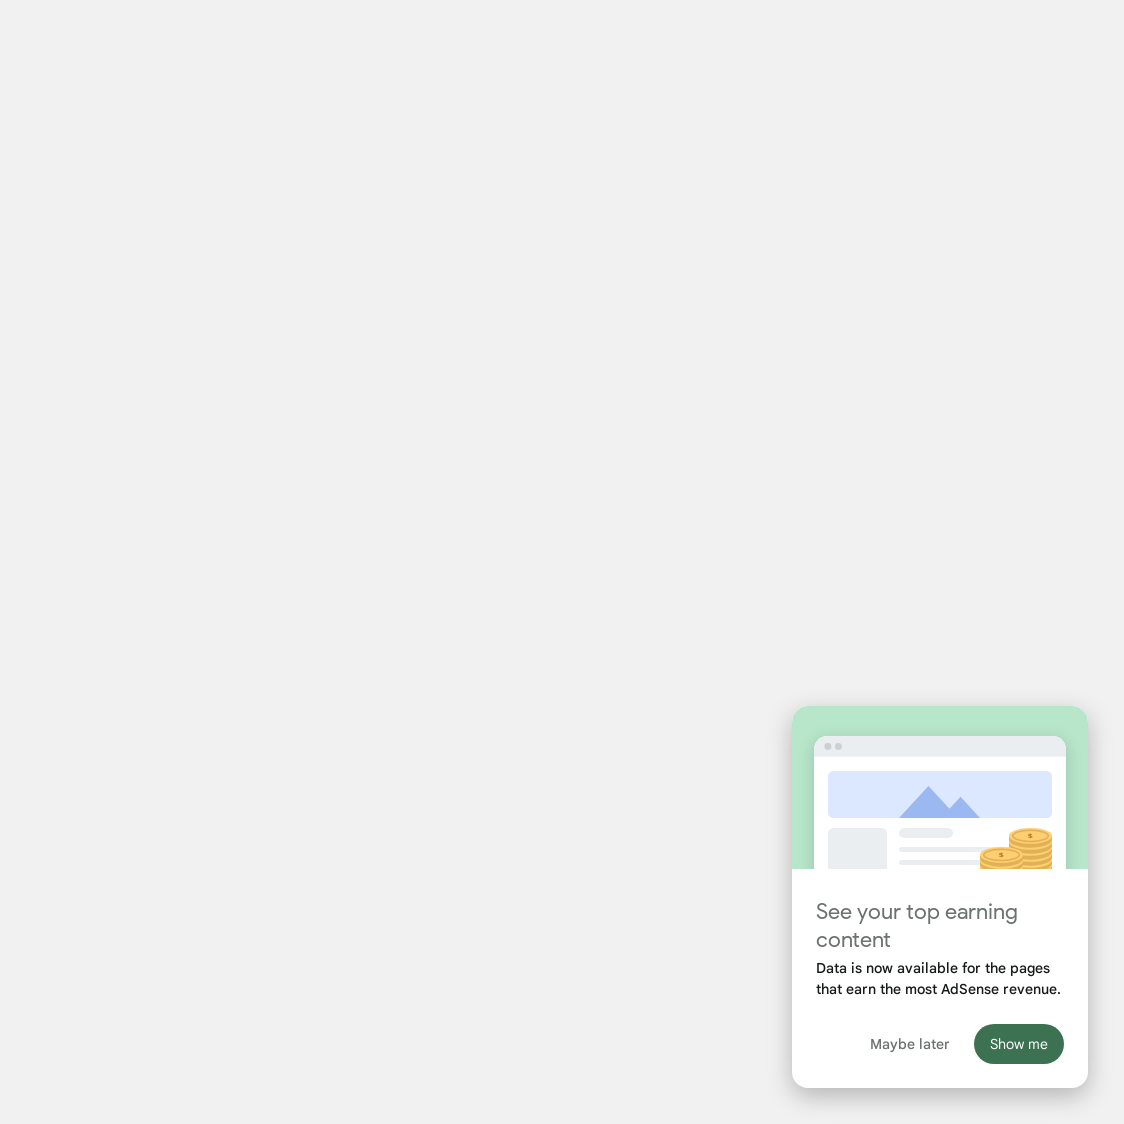 $
$
See your top earning
content
Data is now available for the pages
that earn the most AdSense revenue.
Maybe later
Show me